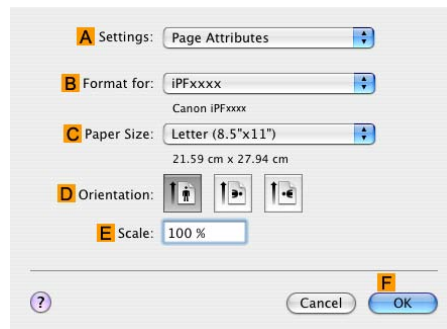 A Settings: Page Attributes
B Format for: iPFxxxx
Canon iPFxxxx
C Paper Size: Letter (8.5"x11")
21.59 cm x 27.94 cm
D Orientation:
E Scale: 100 %
F
? Cancel OK